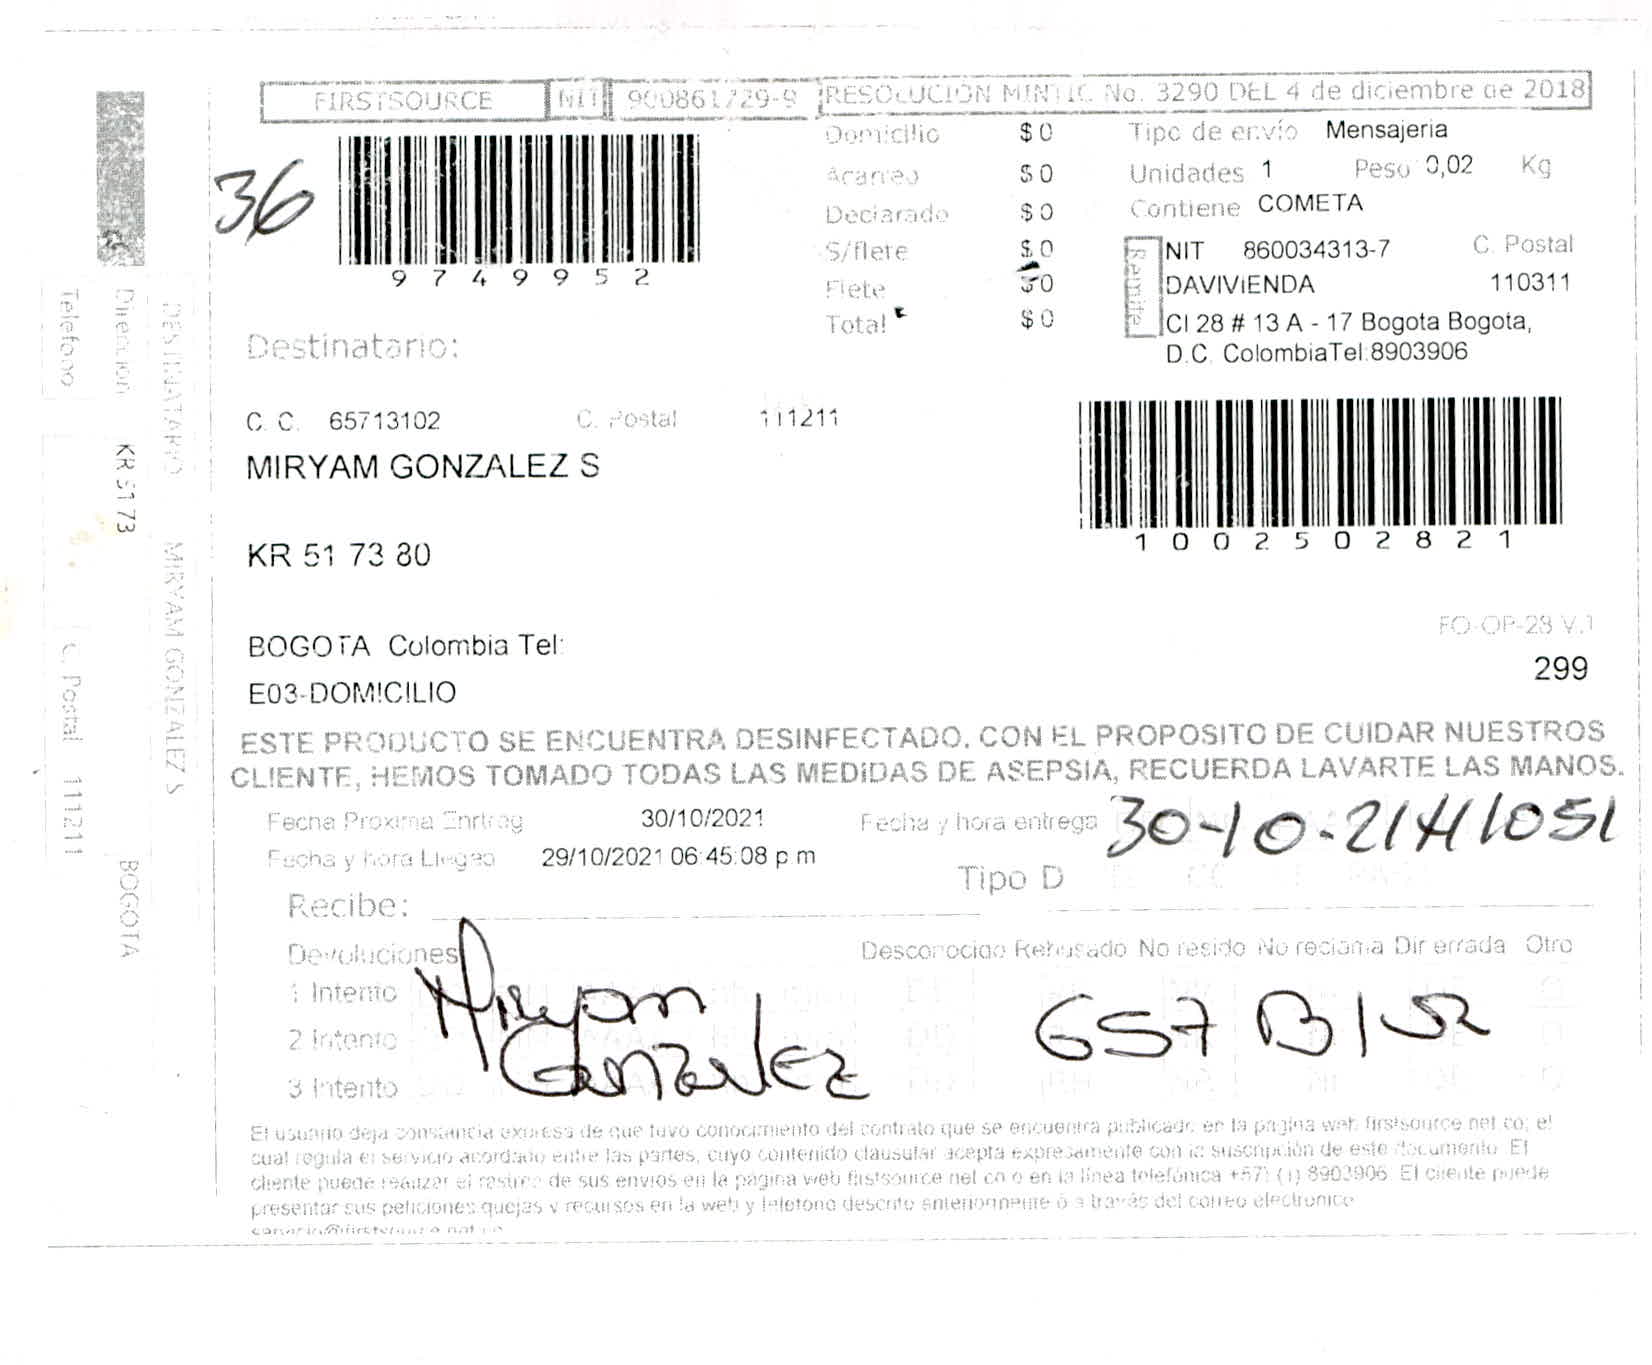 FIRSTSOURCE NIT 900861729-9 RESOLUCION MINTIC No. 3290 DEL 4 de diciembre de 2018
36
9749952
Domicilio $ 0
Acarreo $ 0
Declarado $ 0
S/flete $ 0
Flete $0
Total $ 0
Tipo de envío Mensajeria
Unidades 1 Peso 0,02 Kg
Contiene COMETA
Remite
NIT 860034313-7 C. Postal
DAVIVIENDA 110311
Cl 28 # 13 A - 17 Bogota Bogota,
D.C. ColombiaTel:8903906
Destinatario:
C. C. 65713102 C. Postal 111211
MIRYAM GONZALEZ S
1002502821
KR 51 73 80
BOGOTA Colombia Tel:
E03-DOMICILIO
FO-OP-28 V.1
299
ESTE PRODUCTO SE ENCUENTRA DESINFECTADO. CON EL PROPOSITO DE CUIDAR NUESTROS
CLIENTE, HEMOS TOMADO TODAS LAS MEDIDAS DE ASEPSIA, RECUERDA LAVARTE LAS MANOS.
Fecha Proxima Entreg 30/10/2021 Fecha y hora entrega 30-10-21 H1051
Fecha y hora Llegao 29/10/2021 06:45:08 p m
Tipo D
Recibe:
Devoluciones Desconocido Rehusado No resido No reclama Dir errada Otro
1 Intento
2 Intento
3 Intento
Miryam
Gonzalez
657 B
El usuario deja constancia expresa de que tuvo conocimiento del contrato que se encuentra publicado en la pagina web firstsource net co; el
cual regula el servicio acordado entre las partes, cuyo contenido clausular acepta expresamente con la suscripción de este documento. El
cliente puede realizar el rastreo de sus envios en la pagina web firstsource net co o en la línea telefónica +57) (1) 8903906 El cliente puede
presentar sus peticiones quejas y recursos en la web y telefono descrito anteriormente ó a través del correo electronico
DESTINATARIO MIRYAM GONZALEZ S
Direccion KR 51 73 BOGOTA
Telefono C. Postal 111211